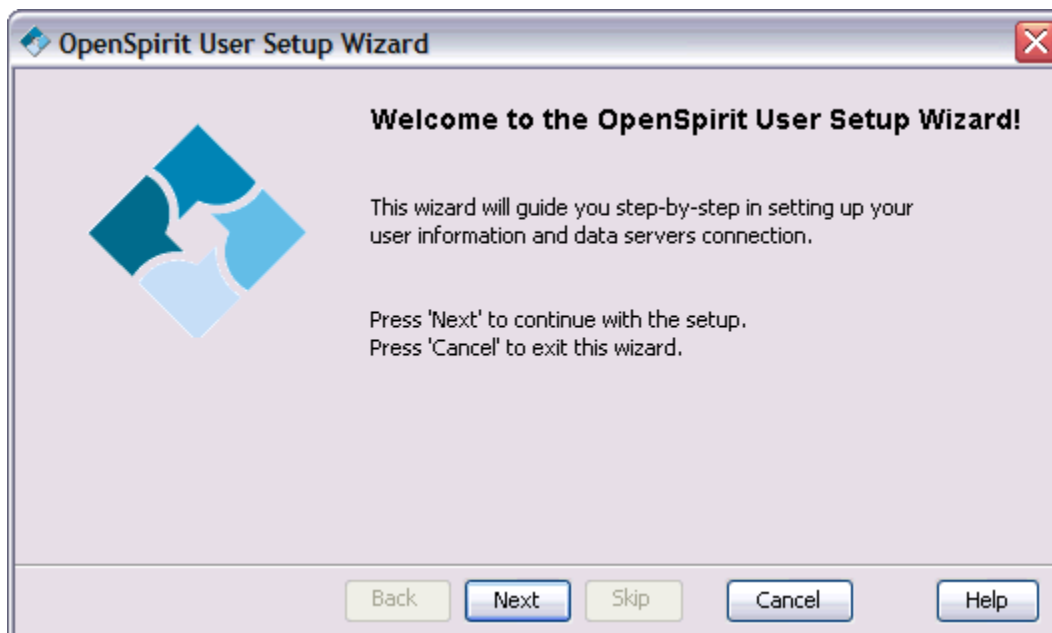 OpenSpirit User Setup Wizard
Welcome to the OpenSpirit User Setup Wizard!
This wizard will guide you step-by-step in setting up your
user information and data servers connection.
Press 'Next' to continue with the setup.
Press 'Cancel' to exit this wizard.
Back Next Skip Cancel Help